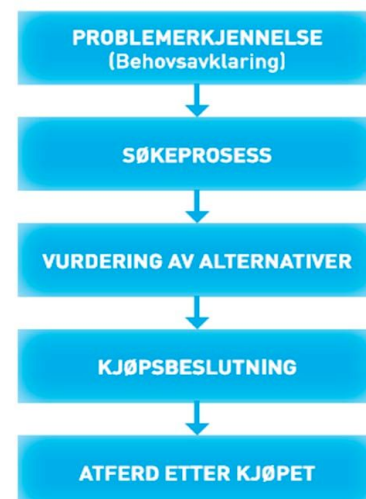 PROBLEMERKJENNELSE
(Behovsavklaring)
SØKEPROSESS
VURDERING AV ALTERNATIVER
KJØPSBESLUTNING
ATFERD ETTER KJØPET